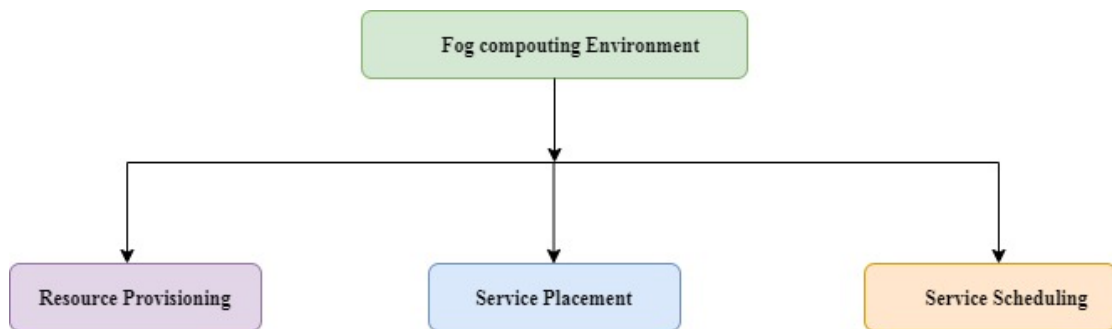 Fog compouting Environment
Resource Provisioning
Service Placement
Service Scheduling